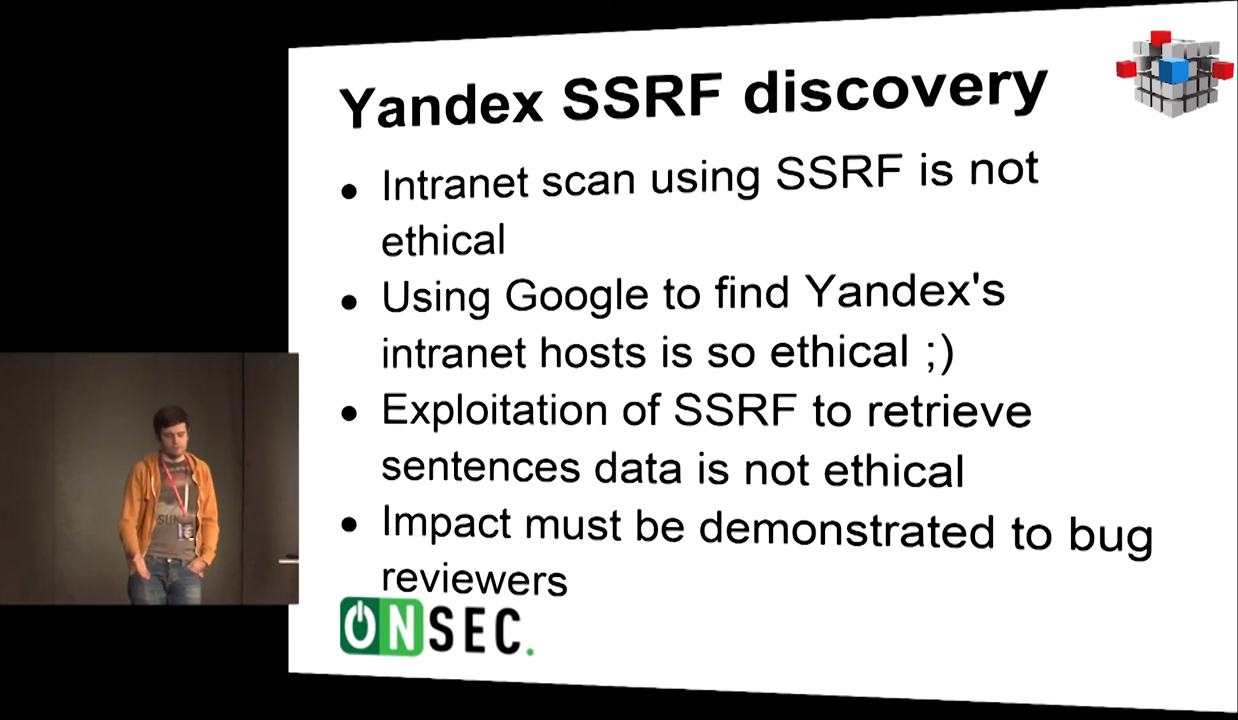 Yandex SSRF discovery
• Intranet scan using SSRF is not
ethical
• Using Google to find Yandex's
intranet hosts is so ethical ;)
• Exploitation of SSRF to retrieve
sentences data is not ethical
• Impact must be demonstrated to bug
reviewers
ONSEC.